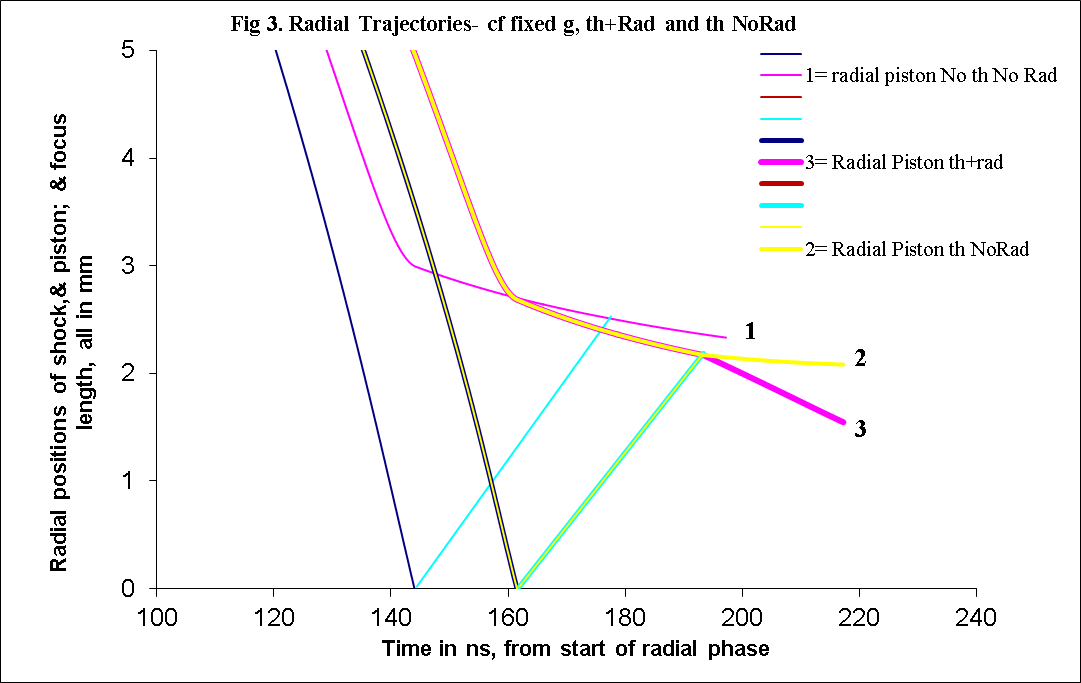 Fig 3. Radial Trajectories- cf fixed g, th+Rad and th NoRad
Radial positions of shock,& piston; & focus
length, all in mm
5
4
3
2
1
0
1= radial piston No th No Rad
3= Radial Piston th+rad
2= Radial Piston th NoRad
1
2
3
100 120 140 160 180 200 220 240
Time in ns, from start of radial phase